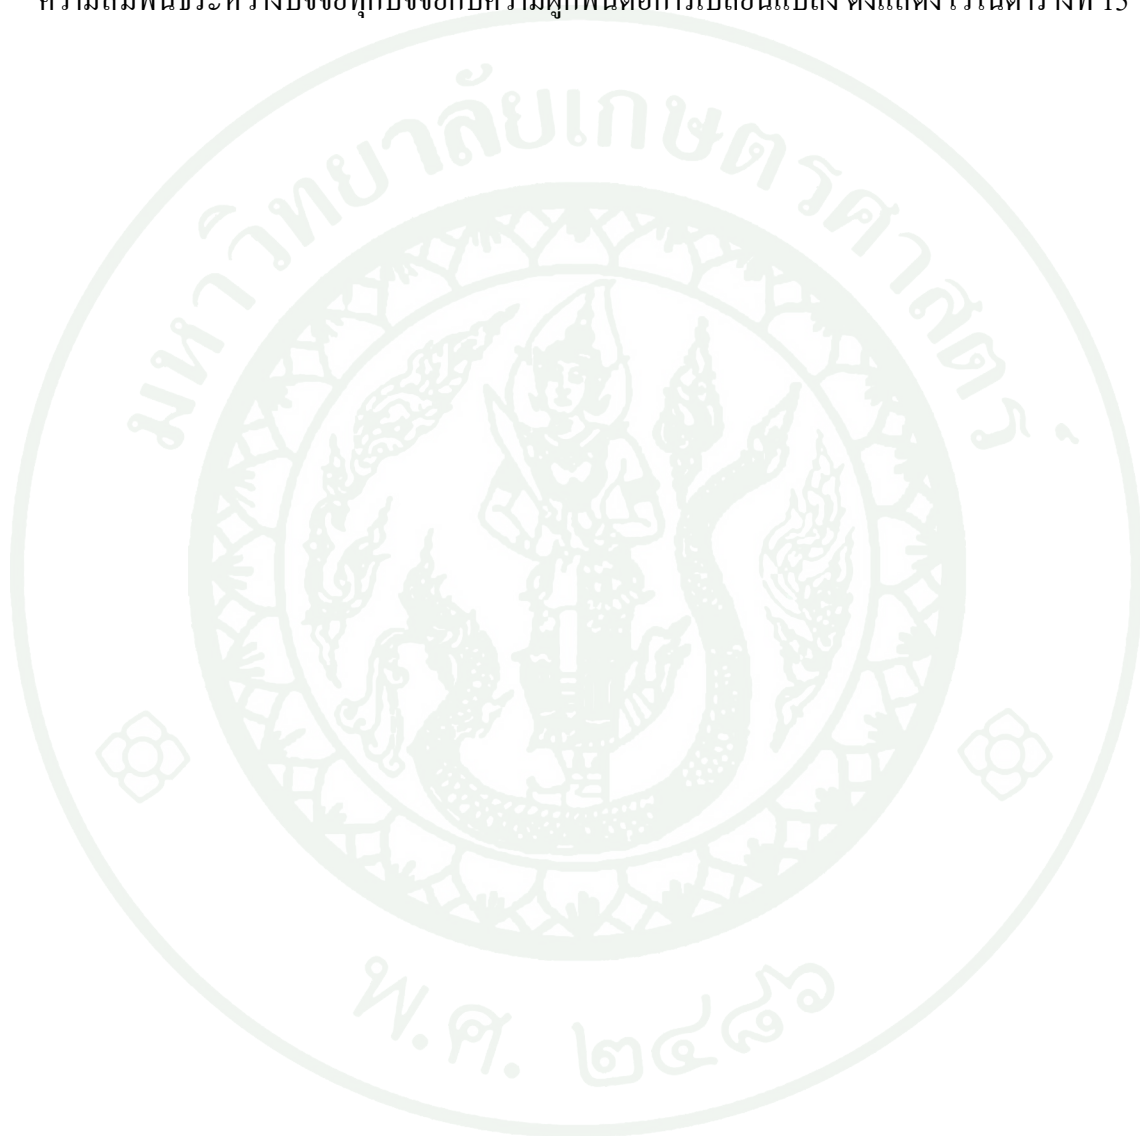 ความสัมพันธ์ระหว่างปัจจัยทุกปัจจัยกับความผูกพันต่อการเปลี่ยนแปลง ดังแสดงไว้ในตารางที่ 15
มหาวิทยาลัยเกษตรศาสตร์
พ.ศ. ๒๔๘๖